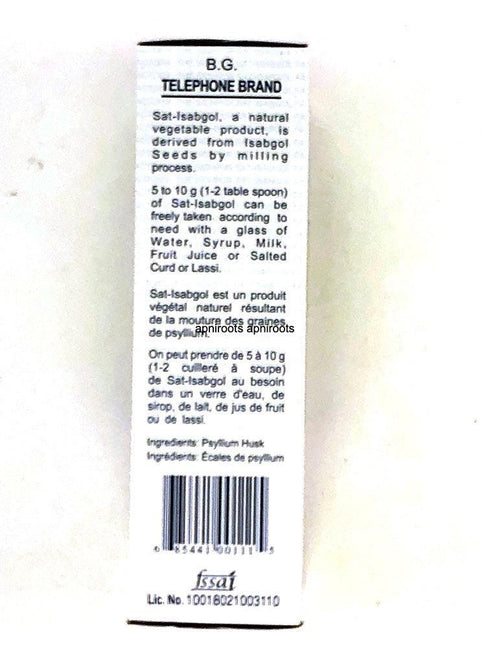 B.G.
TELEPHONE BRAND
Sat-Isabgol, a natural
vegetable product, is
derived from Isabgol
Seeds by milling
process.
5 to 10 g (1-2 table spoon)
of Sat-Isabgol can be
freely taken according to
need with a glass of
Water, Syrup, Milk,
Fruit Juice or Salted
Curd or Lassi.
Sat-Isabgol est un produit
végétal naturel résultant
de la mouture des graines
apniroots apniroots
de psyllium.
On peut prendre de 5 à 10 g
(1-2 cuilleré à soupe)
de Sat-Isabgol au besoin
dans un verre d'eau, de
sirop, de lait, de jus de fruit
ou de lassi.
Ingredients: Psyllium Husk
Ingrédients: Écales de psyllium
6 85441 00111 5
fssai
Lic. No. 10018021003110